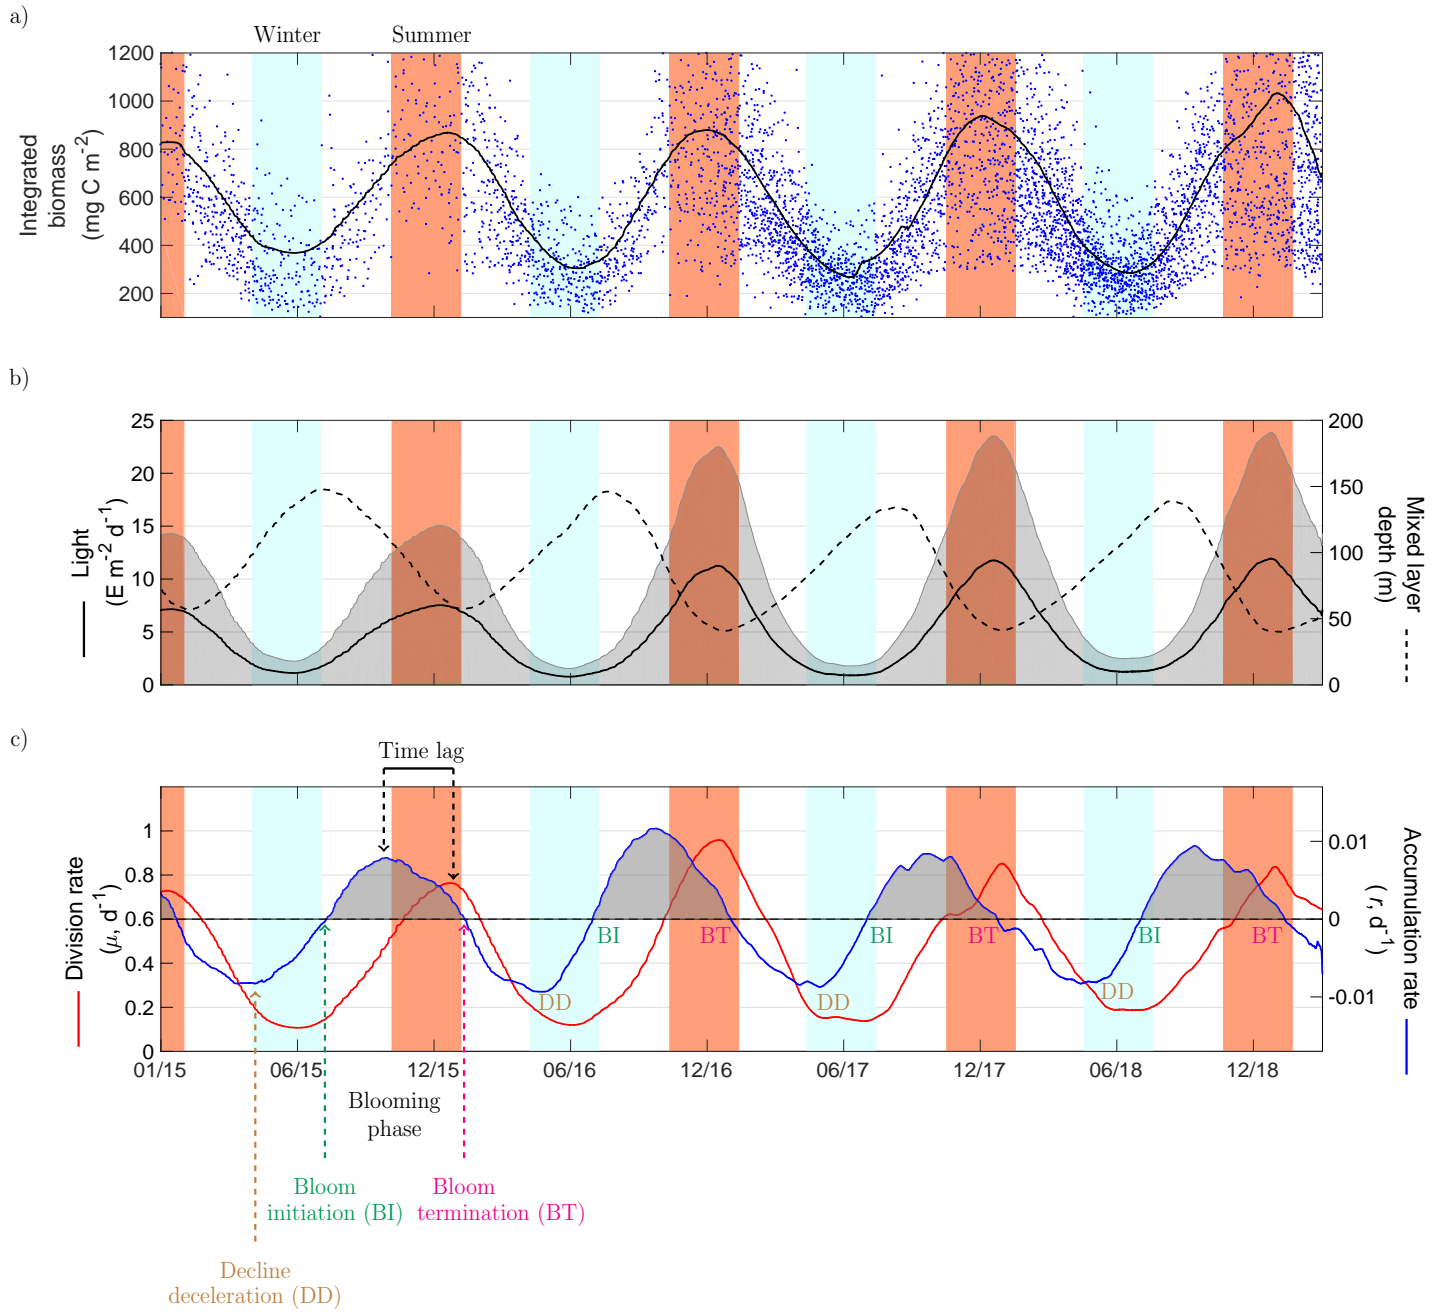 a)
Winter
Summer
1200
1000
800
600
400
200
Integrated
biomass
(mg C m⁻²)
b)
25
20
15
10
5
0
Light
(E m⁻² d⁻¹)
200
150
100
50
0
Mixed layer
depth (m)
c)
Time lag
1
0.8
0.6
0.4
0.2
0
Division rate
(μ, d⁻¹)
0.01
0
-0.01
Accumulation rate
( r, d⁻¹)
BI
BT
BI
BT
BI
BT
DD
DD
DD
01/15
06/15
12/15
06/16
12/16
06/17
12/17
06/18
12/18
Blooming
phase
Bloom
initiation (BI)
Bloom
termination (BT)
Decline
deceleration (DD)